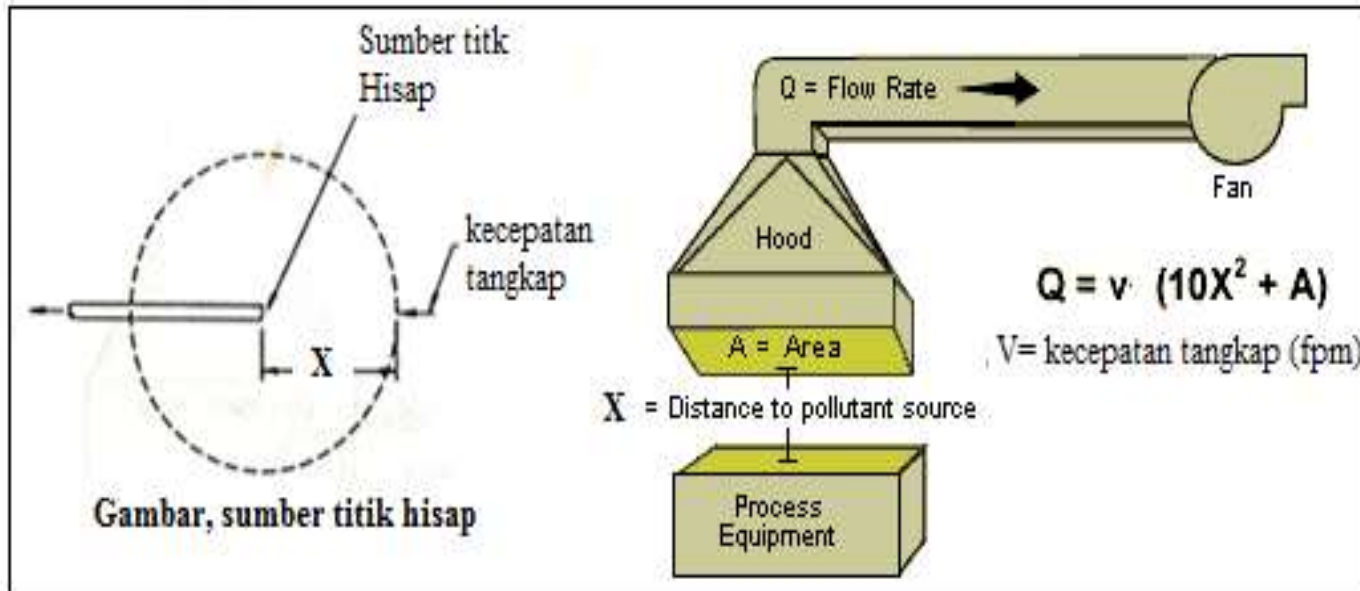 Sumber titk
Hisap
kecepatan
tangkap
X
Gambar, sumber titik hisap
Q = Flow Rate
Fan
Hood
A = Area
X = Distance to pollutant source
Process
Equipment
Q = v· (10X² + A)
V= kecepatan tangkap (fpm)